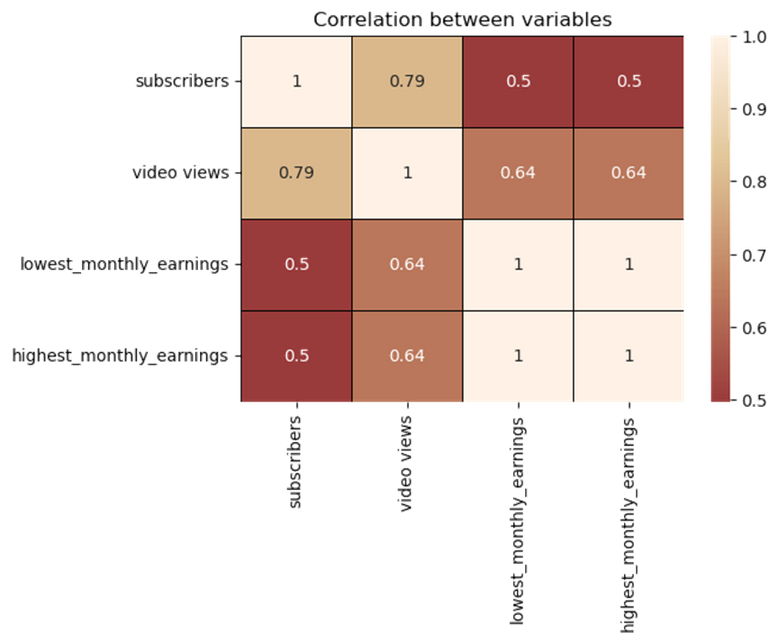 Correlation between variables
subscribers 1 0.79 0.5 0.5
video views 0.79 1 0.64 0.64
lowest_monthly_earnings 0.5 0.64 1 1
highest_monthly_earnings 0.5 0.64 1 1
subscribers
video views
lowest_monthly_earnings
highest_monthly_earnings
1.0
0.9
0.8
0.7
0.6
0.5